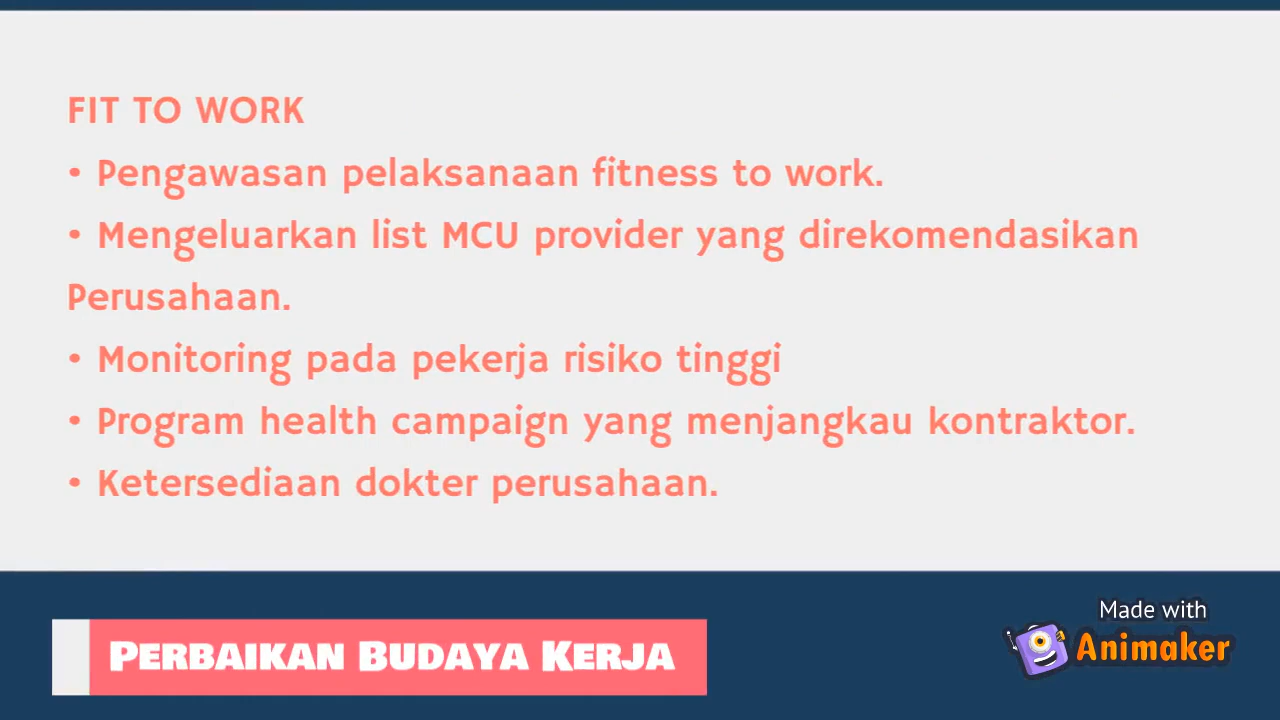 FIT TO WORK
• Pengawasan pelaksanaan fitness to work.
• Mengeluarkan list MCU provider yang direkomendasikan
Perusahaan.
• Monitoring pada pekerja risiko tinggi
• Program health campaign yang menjangkau kontraktor.
• Ketersediaan dokter perusahaan.
PERBAIKAN BUDAYA KERJA
Made with
Animaker